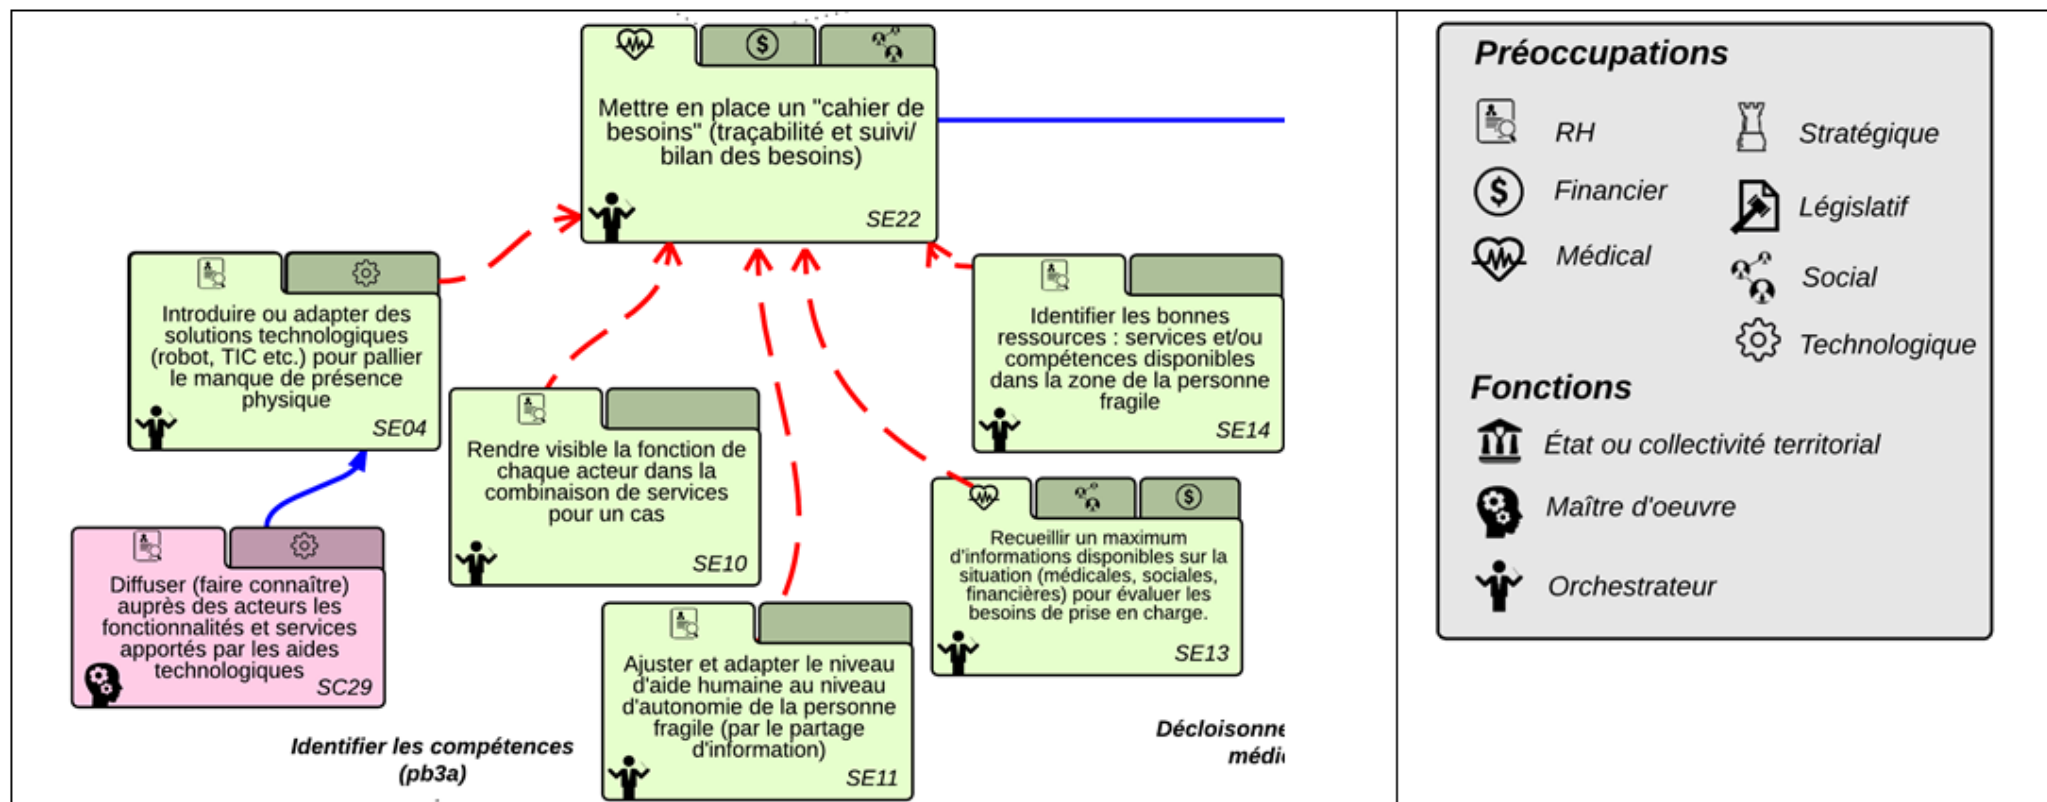 Mettre en place un "cahier de
besoins" (traçabilité et suivi/
bilan des besoins)
SE22
Introduire ou adapter des
solutions technologiques
(robot, TIC etc.) pour pallier
le manque de présence
physique
SE04
Rendre visible la fonction de
chaque acteur dans la
combinaison de services
pour un cas
SE10
Identifier les bonnes
ressources : services et/ou
compétences disponibles
dans la zone de la personne
fragile
SE14
Recueillir un maximum
d'informations disponibles sur la
situation (médicales, sociales,
financières) pour évaluer les
besoins de prise en charge.
SE13
Diffuser (faire connaître)
auprès des acteurs les
fonctionnalités et services
apportés par les aides
technologiques
SC29
Ajuster et adapter le niveau
d'aide humaine au niveau
d'autonomie de la personne
fragile (par le partage
d'information)
SE11
Identifier les compétences
(pb3a)
Décloisonne
médi
Préoccupations
RH
Financier
Médical
Stratégique
Législatif
Social
Technologique
Fonctions
État ou collectivité territorial
Maître d'oeuvre
Orchestrateur